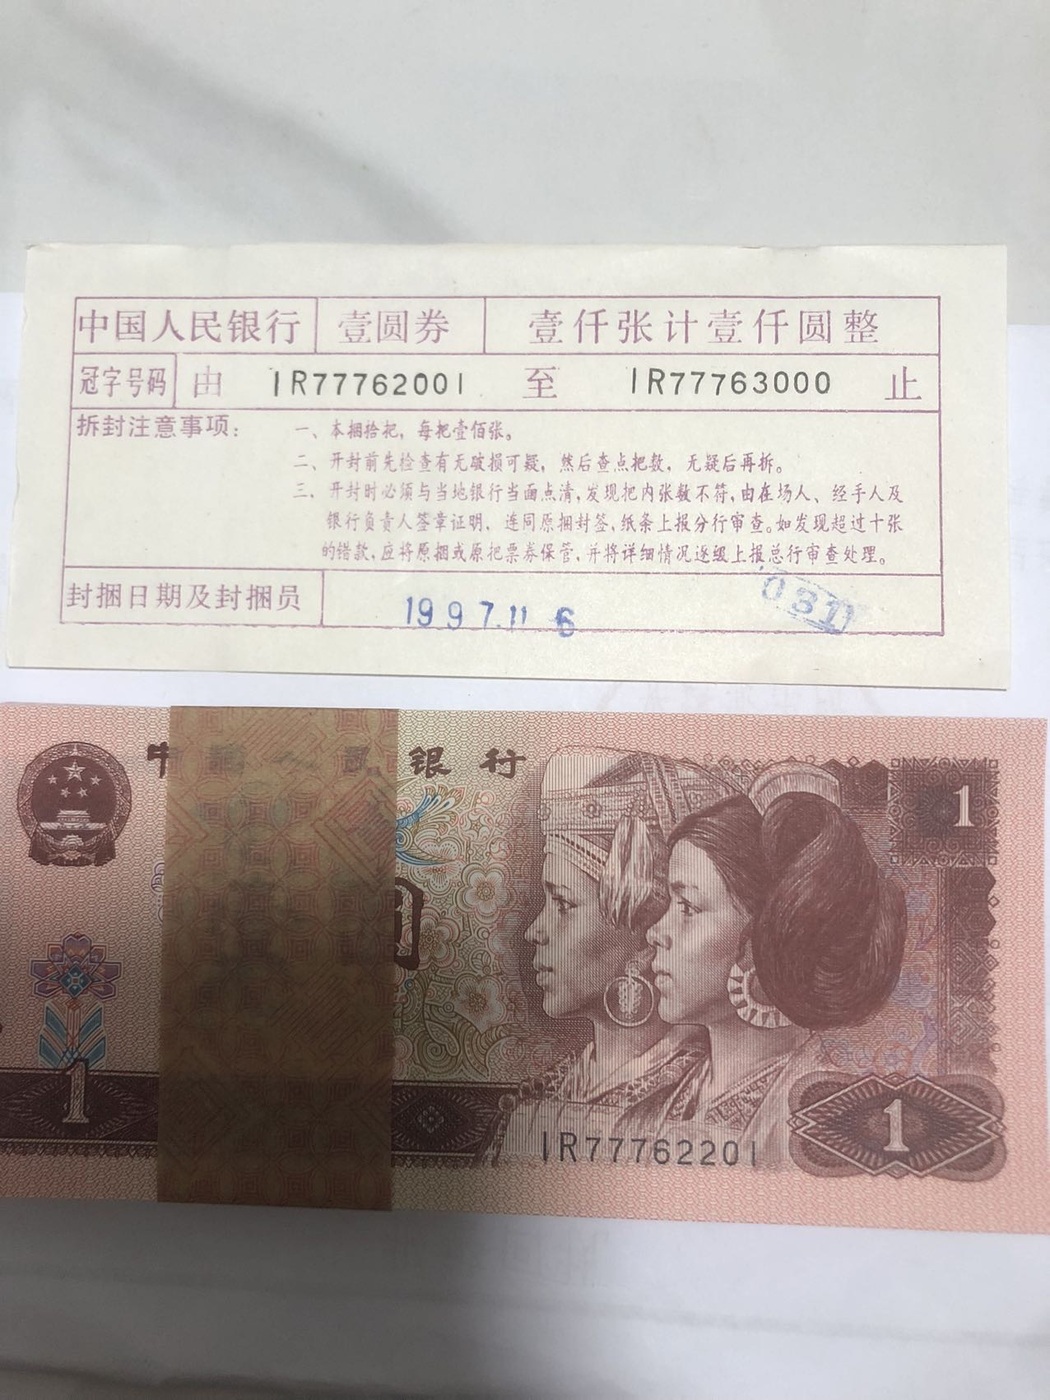 中国人民银行 壹圆券 壹仟张计壹仟圆整
冠字号码 由 IR77762001 至 IR77763000 止
拆封注意事项：
一、本捆拾把，每把壹佰张。
二、开封前先检查有无破损可疑，然后查点把数，无疑后再拆。
三、开封时必须与当地银行当面点清，发现把内张数不符，由在场人、经手人及
银行负责人签章证明、连同原捆封签，纸条上报分行审查。如发现超过十张
的错款，应将原捆或原把票券保管，并将详细情况逐级上报总行审查处理。
封捆日期及封捆员 1997.11 6 031
中国人民银行
1
圆
1
1
IR77762201